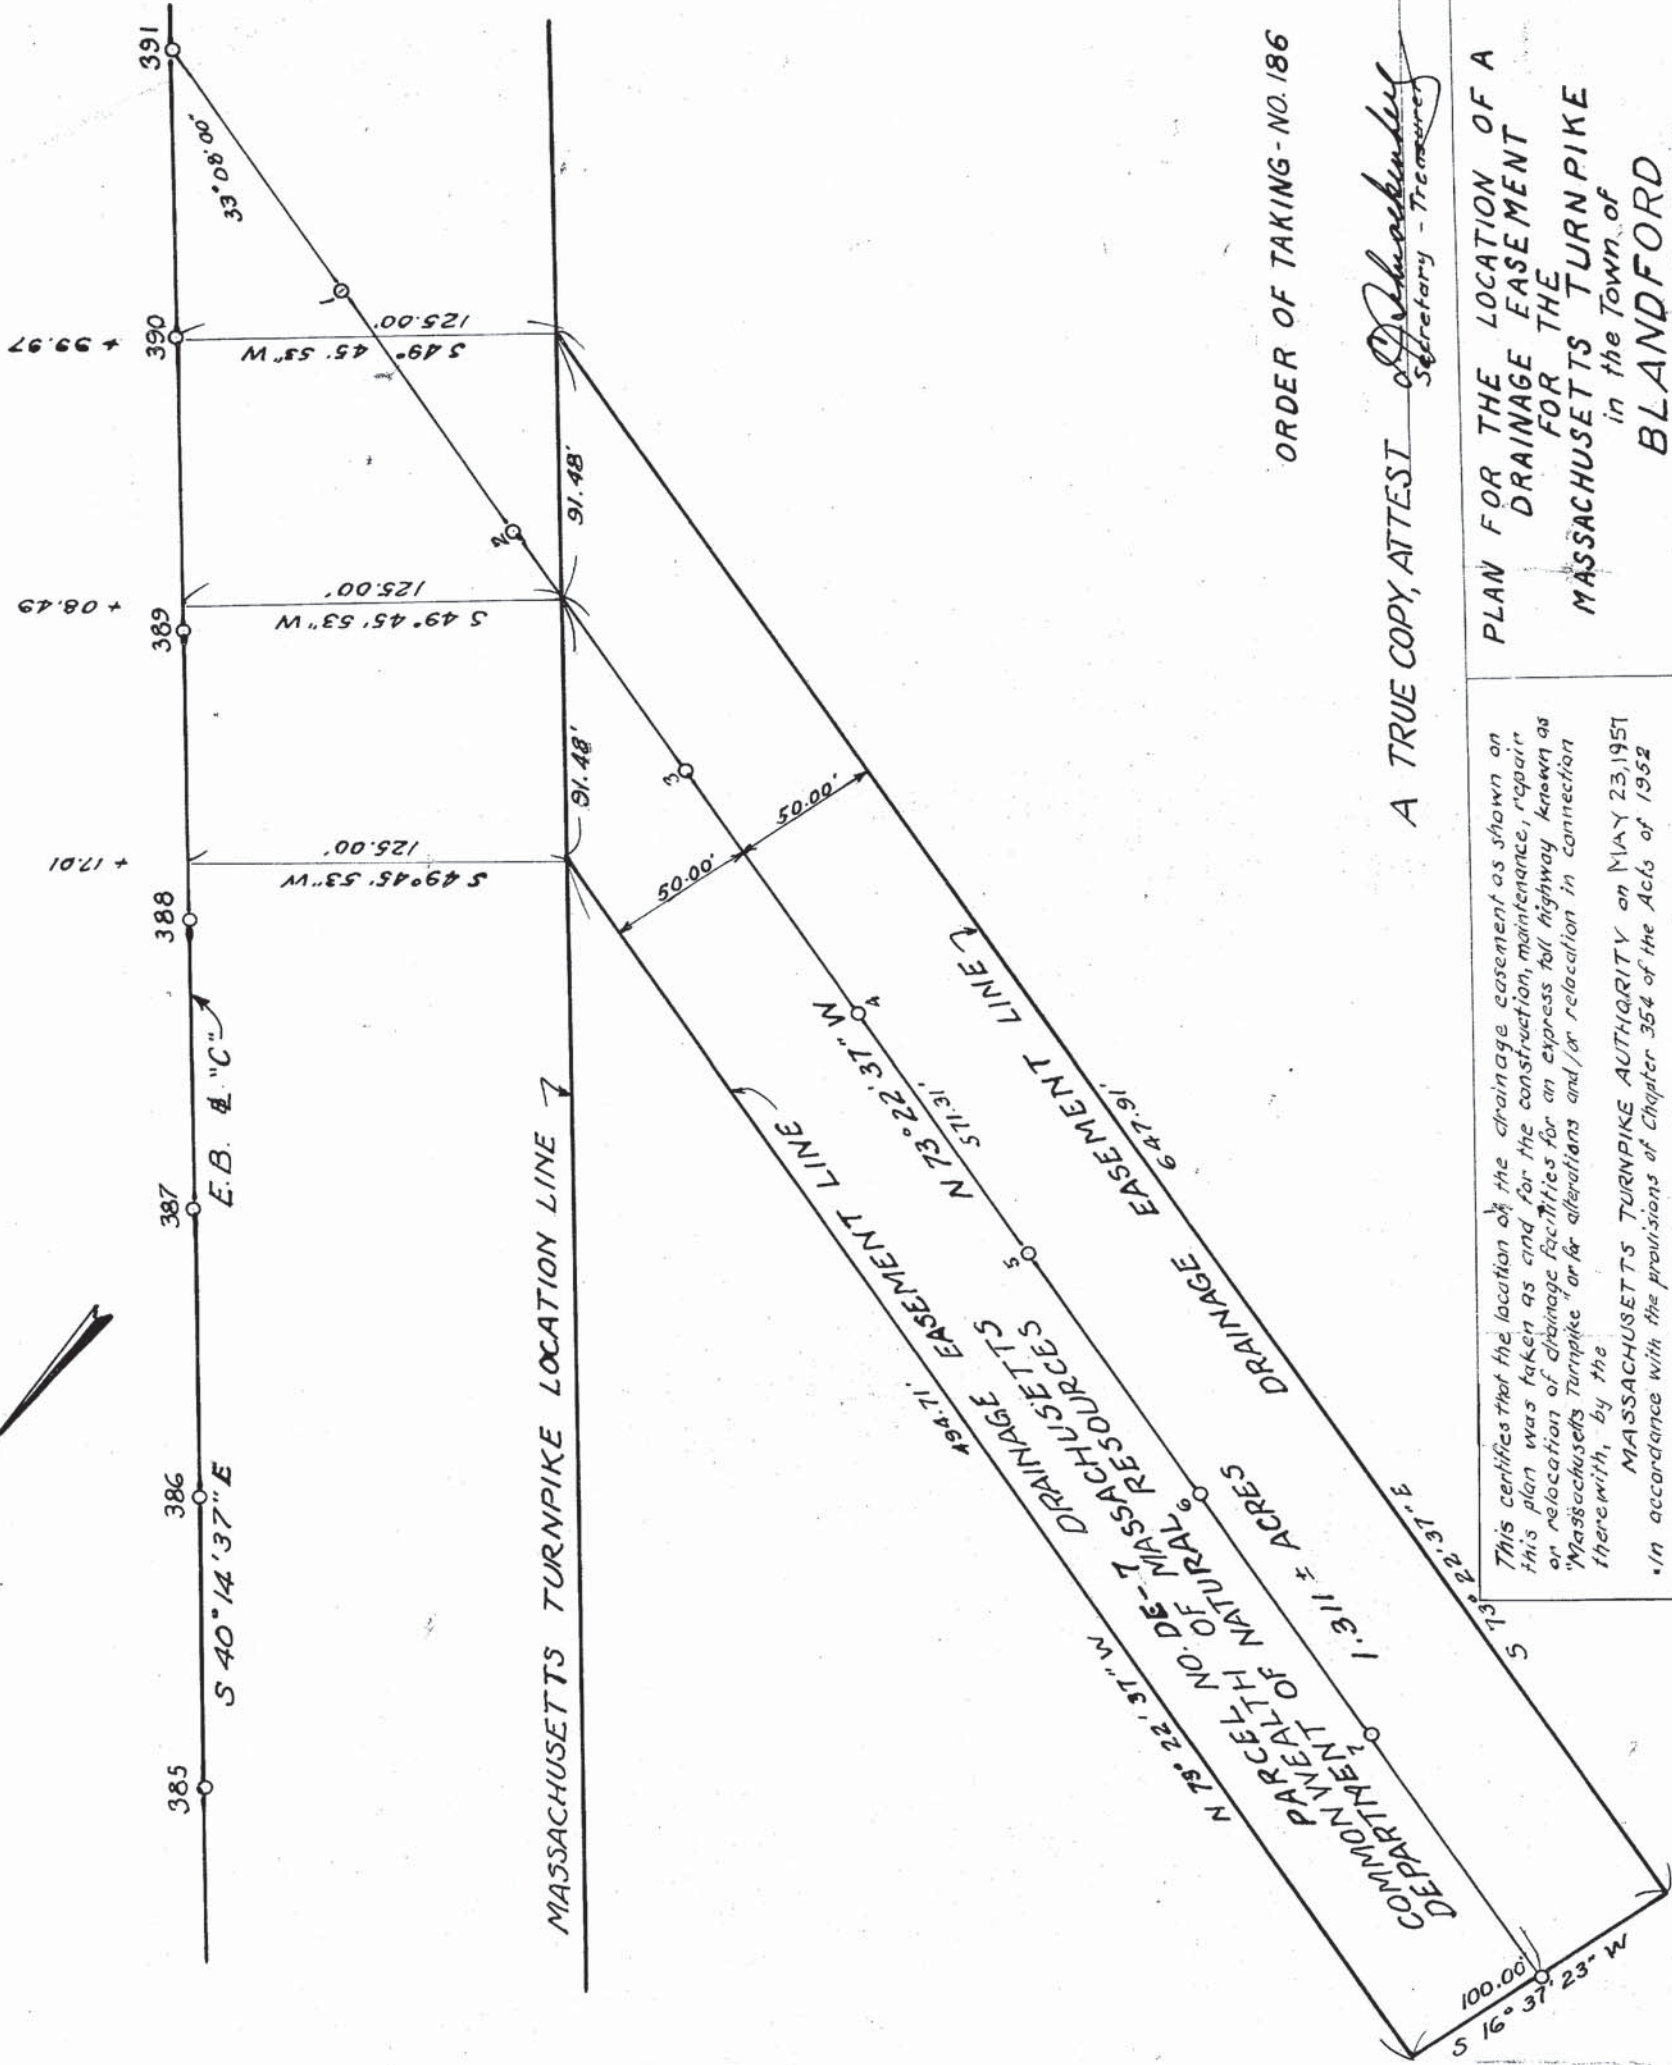 385
386
387
388
389
390
391
+ 17.01
+ 08.49
+ 99.97
S 40° 14' 37" E
E.B. ℄ "C"
33° 08' 00"
S 49° 45' 53" W
125.00'
S 49° 45' 53" W
125.00'
S 49° 45' 53" W
125.00'
1
2
3
4
5
6
7
MASSACHUSETTS TURNPIKE LOCATION LINE
91.48'
91.48'
50.00'
50.00'
N 73° 22' 37" W
494.71'
DRAINAGE EASEMENT LINE
PARCEL NO. DE-7
COMMONWEALTH OF MASSACHUSETTS
DEPARTMENT OF NATURAL RESOURCES
1.311 ± ACRES
N 73° 22' 37" W
571.31'
DRAINAGE EASEMENT LINE
S 73° 22' 37" E
647.91'
100.00'
S 16° 37' 23" W
ORDER OF TAKING-NO. 186
A TRUE COPY, ATTEST
Secretary - Treasurer
This certifies that the location of the drainage easement as shown on
this plan was taken as and for the construction, maintenance, repair
or relocation of drainage facilities for an express toll highway known as
"Massachusetts Turnpike" or for alterations and/or relocation in connection
therewith, by the
MASSACHUSETTS TURNPIKE AUTHORITY on MAY 23, 1957
in accordance with the provisions of Chapter 354 of the Acts of 1952
PLAN FOR THE LOCATION OF A
DRAINAGE EASEMENT
FOR THE
MASSACHUSETTS TURNPIKE
in the Town of
BLANDFORD